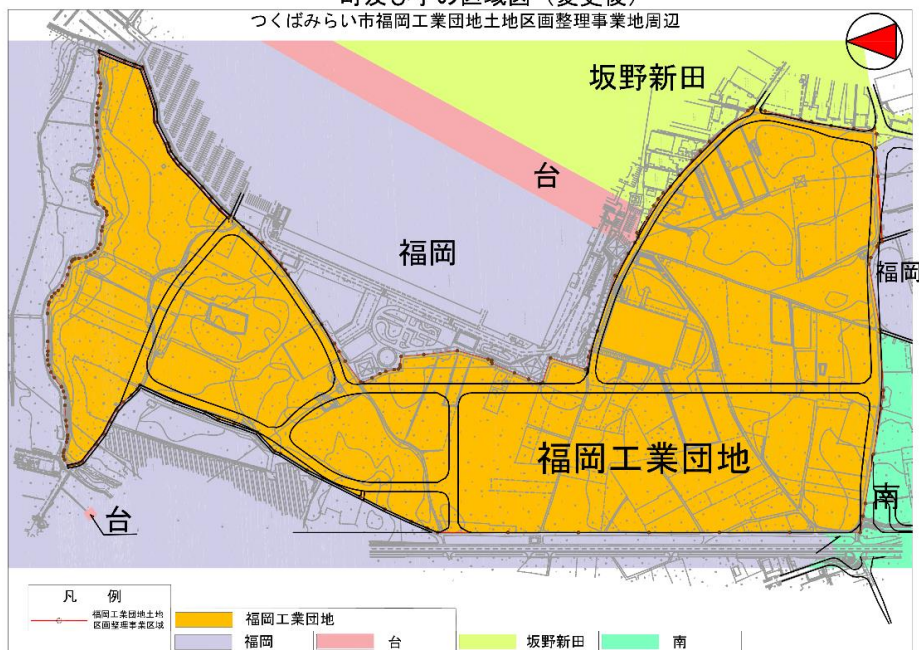 町及び字の区域図（変更後）
つくばみらい市福岡工業団地土地区画整理事業地周辺
坂野新田
台
福岡
福岡
福岡工業団地
南
台
凡 例
福岡工業団地土地
区画整理事業区域
福岡工業団地
福岡
台
坂野新田
南